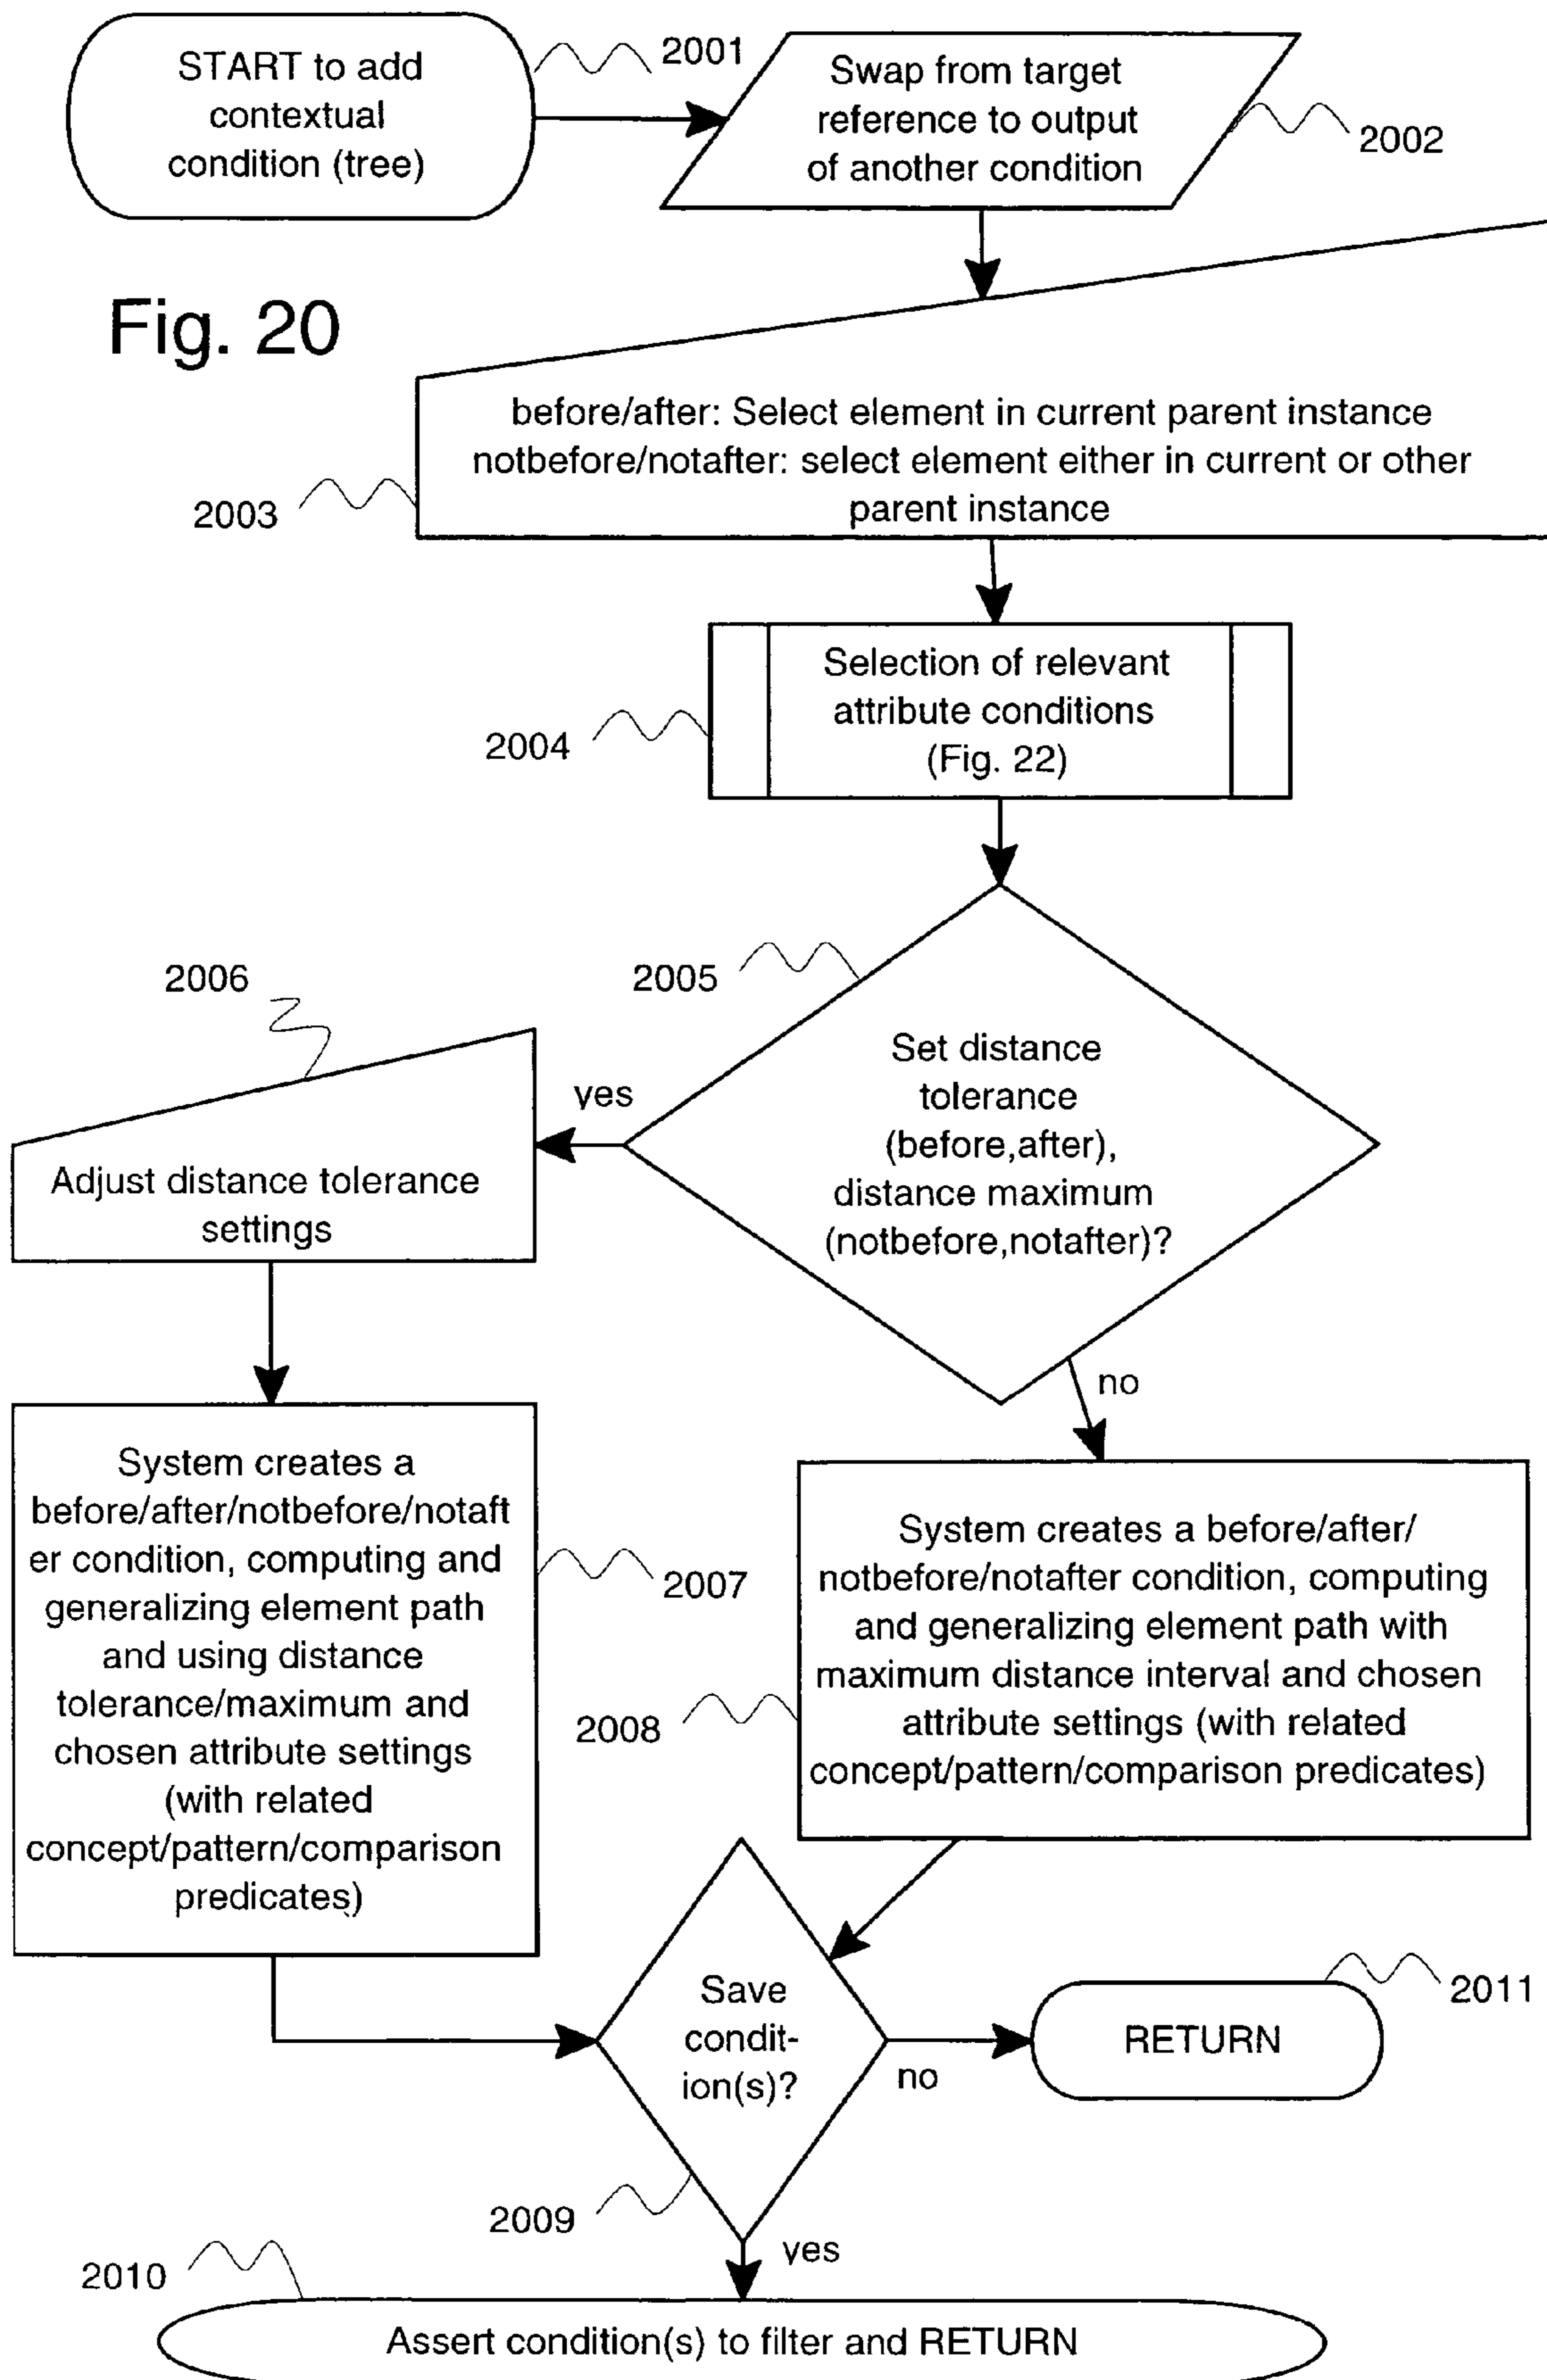 START to add
contextual
condition (tree)
2001
Swap from target
reference to output
of another condition
2002
Fig. 20
before/after: Select element in current parent instance
notbefore/notafter: select element either in current or other
parent instance
2003
Selection of relevant
attribute conditions
(Fig. 22)
2004
2005
2006
Set distance
tolerance
(before,after),
distance maximum
(notbefore,notafter)?
yes
Adjust distance tolerance
settings
no
System creates a
before/after/notbefore/notaft
er condition, computing and
generalizing element path
and using distance
tolerance/maximum and
chosen attribute settings
(with related
concept/pattern/comparison
predicates)
2007
System creates a before/after/
notbefore/notafter condition, computing
and generalizing element path with
maximum distance interval and chosen
attribute settings (with related
concept/pattern/comparison predicates)
2008
Save
condit-
ion(s)?
no
RETURN
2011
2009
yes
2010
Assert condition(s) to filter and RETURN